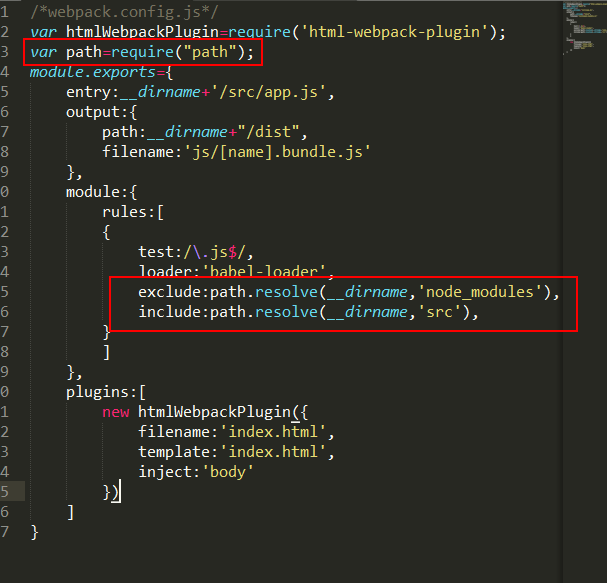 1 /*webpack.config.js*/
2 var htmlWebpackPlugin=require('html-webpack-plugin');
3 var path=require("path");
4 module.exports={
5 entry:__dirname+'/src/app.js',
6 output:{
7 path:__dirname+"/dist",
8 filename:'js/[name].bundle.js'
9 },
0 module:{
1 rules:[
2 {
3 test:/\.js$/,
4 loader:'babel-loader',
5 exclude:path.resolve(__dirname,'node_modules'),
6 include:path.resolve(__dirname,'src'),
7 }
8 ]
9 },
0 plugins:[
1 new htmlWebpackPlugin({
2 filename:'index.html',
3 template:'index.html',
4 inject:'body'
5 })
6 ]
7 }